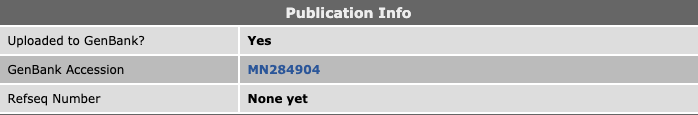 Publication Info
Uploaded to GenBank? Yes
GenBank Accession MN284904
Refseq Number None yet